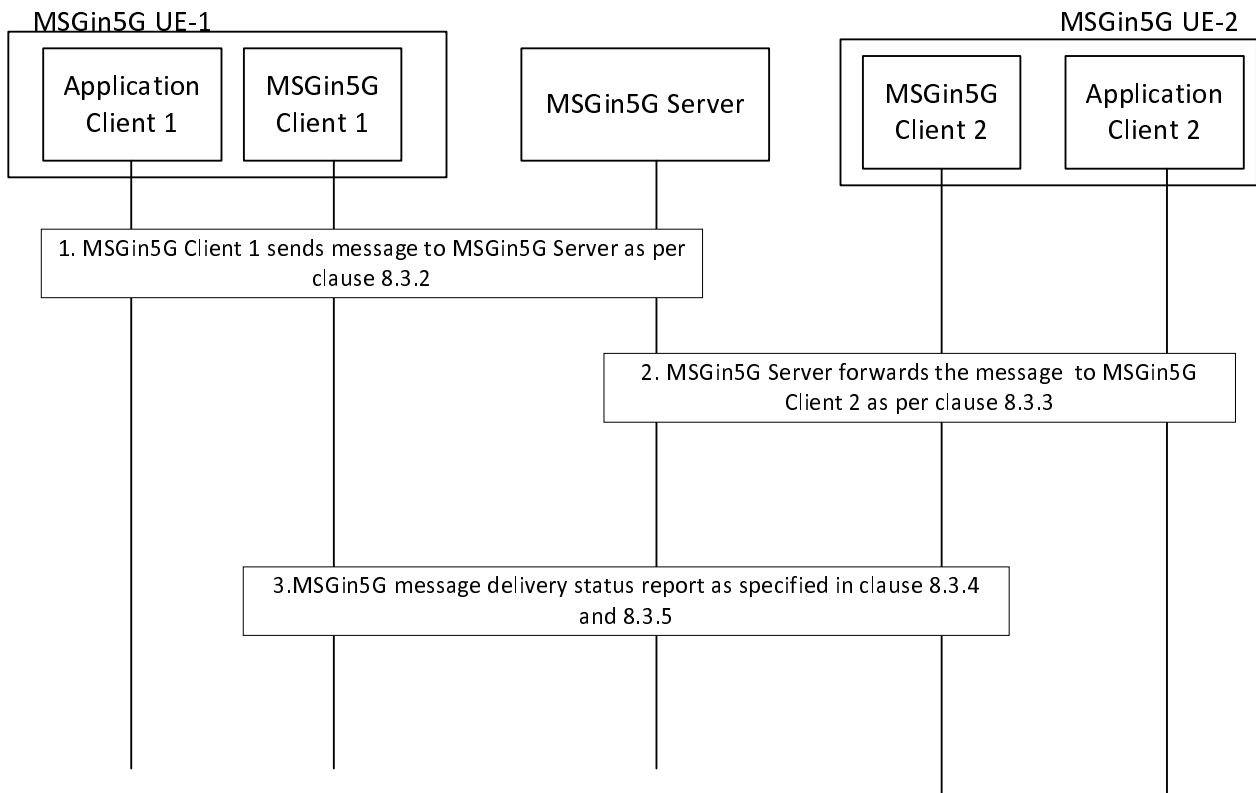 MSGin5G UE-1
MSGin5G UE-2
Application
Client 1
MSGin5G
Client 1
MSGin5G Server
MSGin5G
Client 2
Application
Client 2
1. MSGin5G Client 1 sends message to MSGin5G Server as per
clause 8.3.2
2. MSGin5G Server forwards the message  to MSGin5G
Client 2 as per clause 8.3.3
3.MSGin5G message delivery status report as specified in clause 8.3.4
and 8.3.5